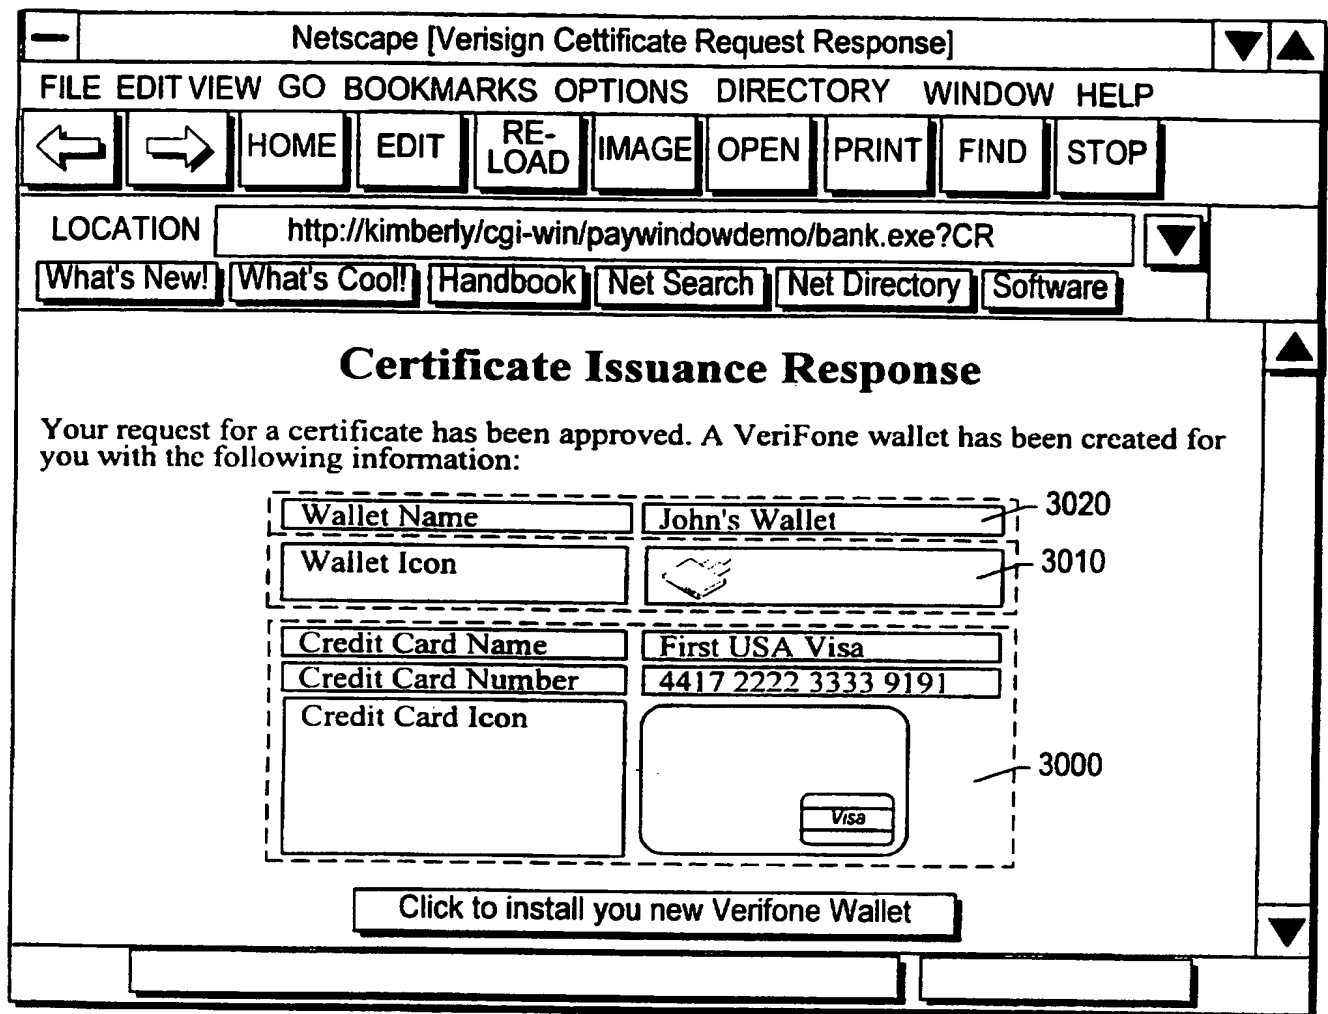 Netscape [Verisign Cettificate Request Response]
FILE EDIT VIEW GO BOOKMARKS OPTIONS DIRECTORY WINDOW HELP
HOME EDIT RE-LOAD IMAGE OPEN PRINT FIND STOP
LOCATION http://kimberly/cgi-win/paywindowdemo/bank.exe?CR
What's New! What's Cool! Handbook Net Search Net Directory Software
Certificate Issuance Response
Your request for a certificate has been approved. A VeriFone wallet has been created for
you with the following information:
Wallet Name John's Wallet 3020
Wallet Icon 3010
Credit Card Name First USA Visa
Credit Card Number 4417 2222 3333 9191
Credit Card Icon
3000
Visa
Click to install you new Verifone Wallet